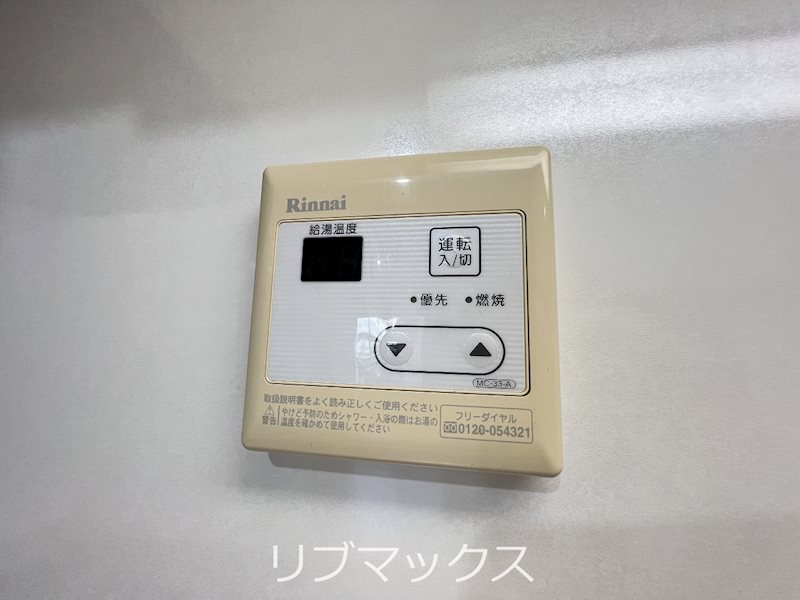 Rinnai
給湯温度
運転
入/切
優先
燃焼
MC-33-A
取扱説明書をよく読み正しくご使用ください
警告
やけど予防のためシャワー・入浴の際はお湯の
温度を確かめて使用してください
フリーダイヤル
0120-054321
リブマックス